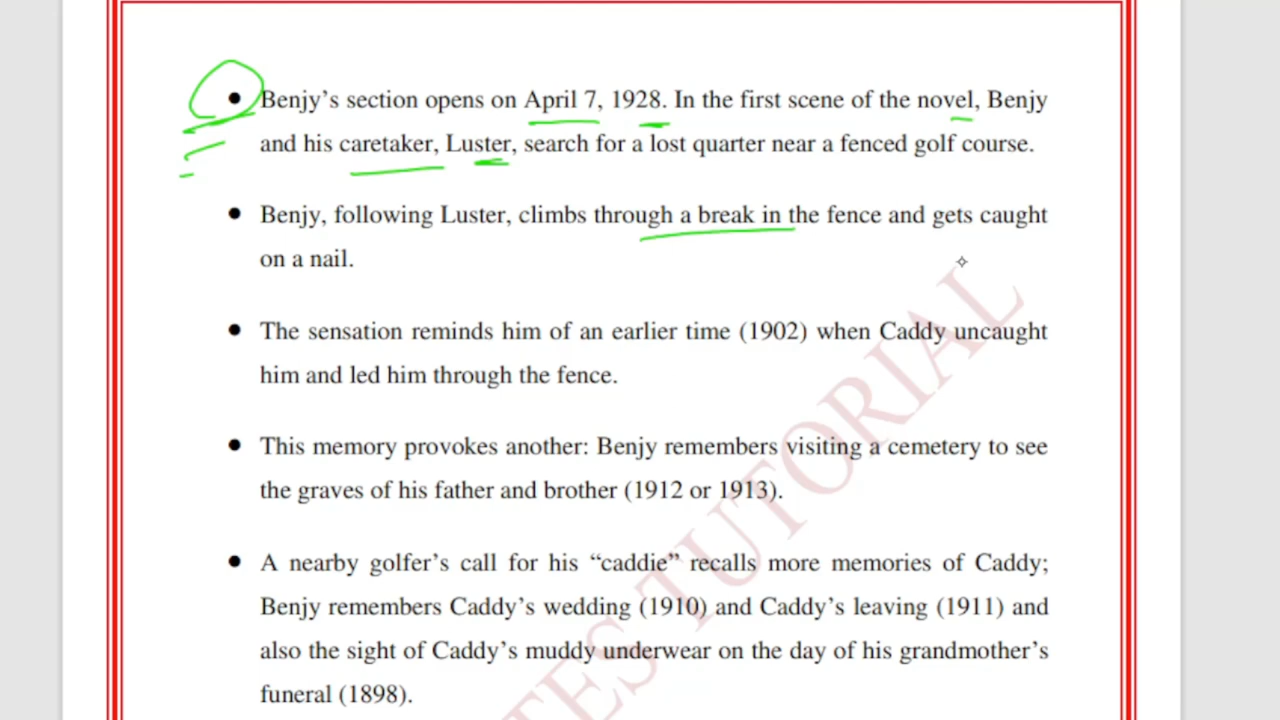 • Benjy’s section opens on April 7, 1928. In the first scene of the novel, Benjy
and his caretaker, Luster, search for a lost quarter near a fenced golf course.
• Benjy, following Luster, climbs through a break in the fence and gets caught
on a nail.
• The sensation reminds him of an earlier time (1902) when Caddy uncaught
him and led him through the fence.
• This memory provokes another: Benjy remembers visiting a cemetery to see
the graves of his father and brother (1912 or 1913).
• A nearby golfer’s call for his “caddie” recalls more memories of Caddy;
Benjy remembers Caddy’s wedding (1910) and Caddy’s leaving (1911) and
also the sight of Caddy’s muddy underwear on the day of his grandmother’s
funeral (1898).
TES TUTORIAL